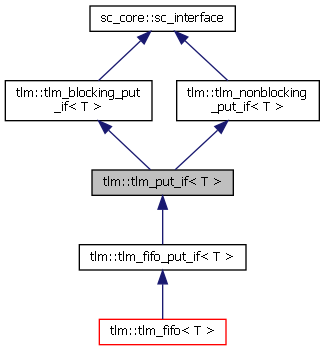 sc_core::sc_interface
tlm::tlm_blocking_put
_if< T >
tlm::tlm_nonblocking
_put_if< T >
tlm::tlm_put_if< T >
tlm::tlm_fifo_put_if< T >
tlm::tlm_fifo< T >